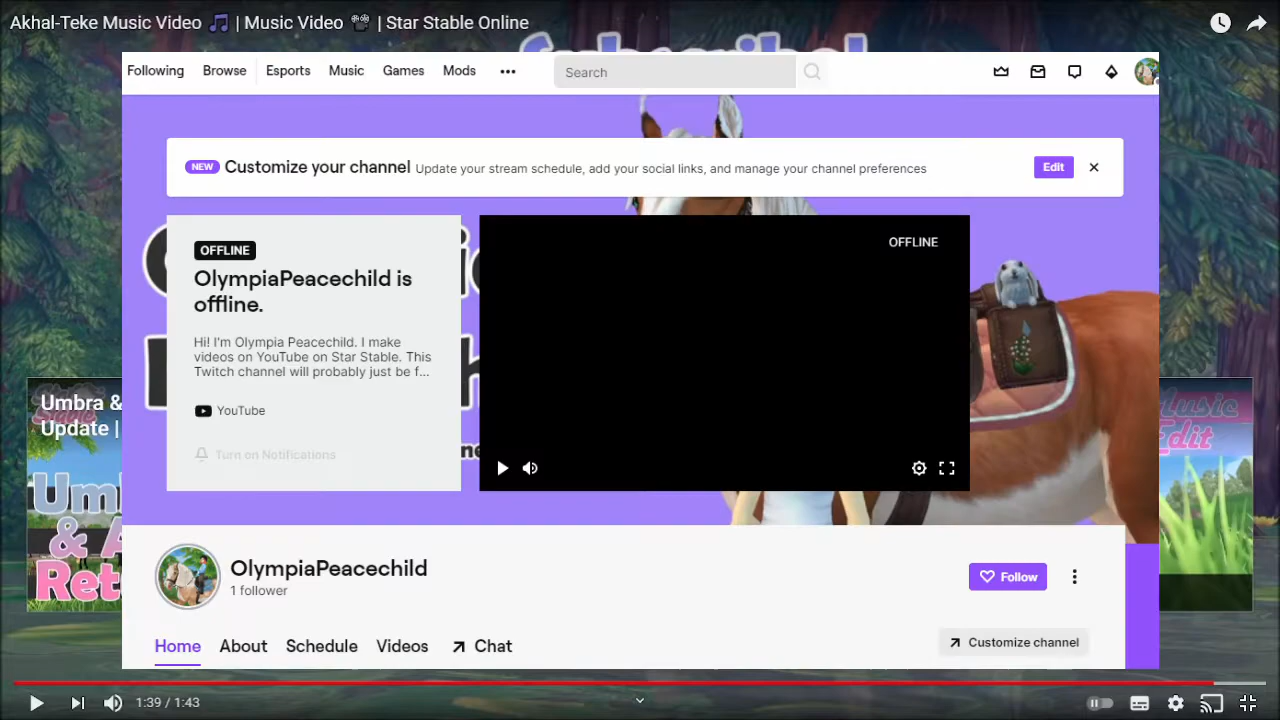 Akhal-Teke Music Video 🎵 | Music Video 📽 | Star Stable Online
Following Browse Esports Music Games Mods ••• Search
NEW Customize your channel Update your stream schedule, add your social links, and manage your channel preferences Edit
OFFLINE
OlympiaPeacechild is
offline.
Hi! I'm Olympia Peacechild. I make
videos on YouTube on Star Stable. This
Twitch channel will probably just be f...
YouTube
Turn on Notifications
OFFLINE
Umbra &
Update |
Umb
& A
Ret
Music
Edit
OlympiaPeacechild
1 follower
Follow
Home About Schedule Videos Chat
Customize channel
1:39 / 1:43